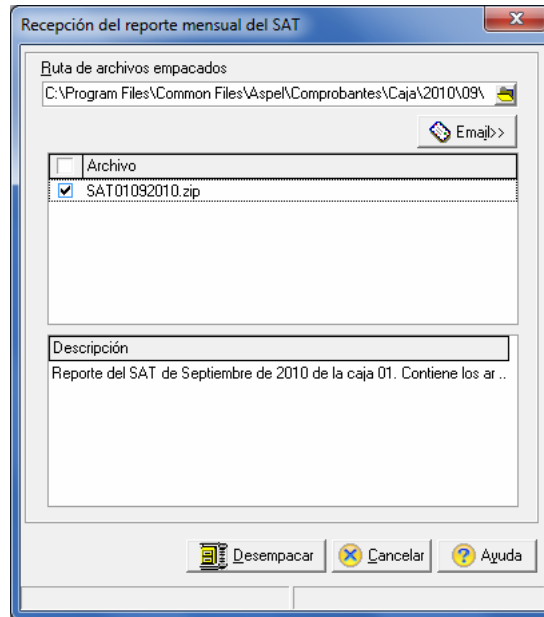 Recepción del reporte mensual del SAT
Ruta de archivos empacados
C:\Program Files\Common Files\Aspel\Comprobantes\Caja\2010\09\
Email>>
Archivo
SAT01092010.zip
Descripción
Reporte del SAT de Septiembre de 2010 de la caja 01. Contiene los ar ..
Desempacar Cancelar Ayuda